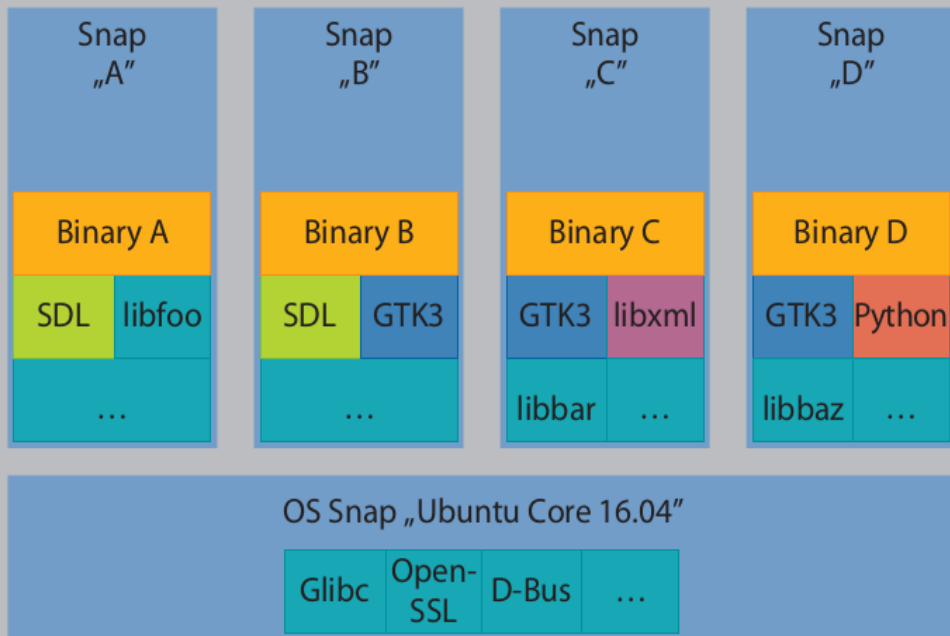 Snap
„A”
Snap
„B”
Snap
„C”
Snap
„D”
Binary A
Binary B
Binary C
Binary D
SDL
libfoo
SDL
GTK3
GTK3
libxml
GTK3
Python
…
…
libbar
…
libbaz
…
OS Snap „Ubuntu Core 16.04”
Glibc
Open-
SSL
D-Bus
…